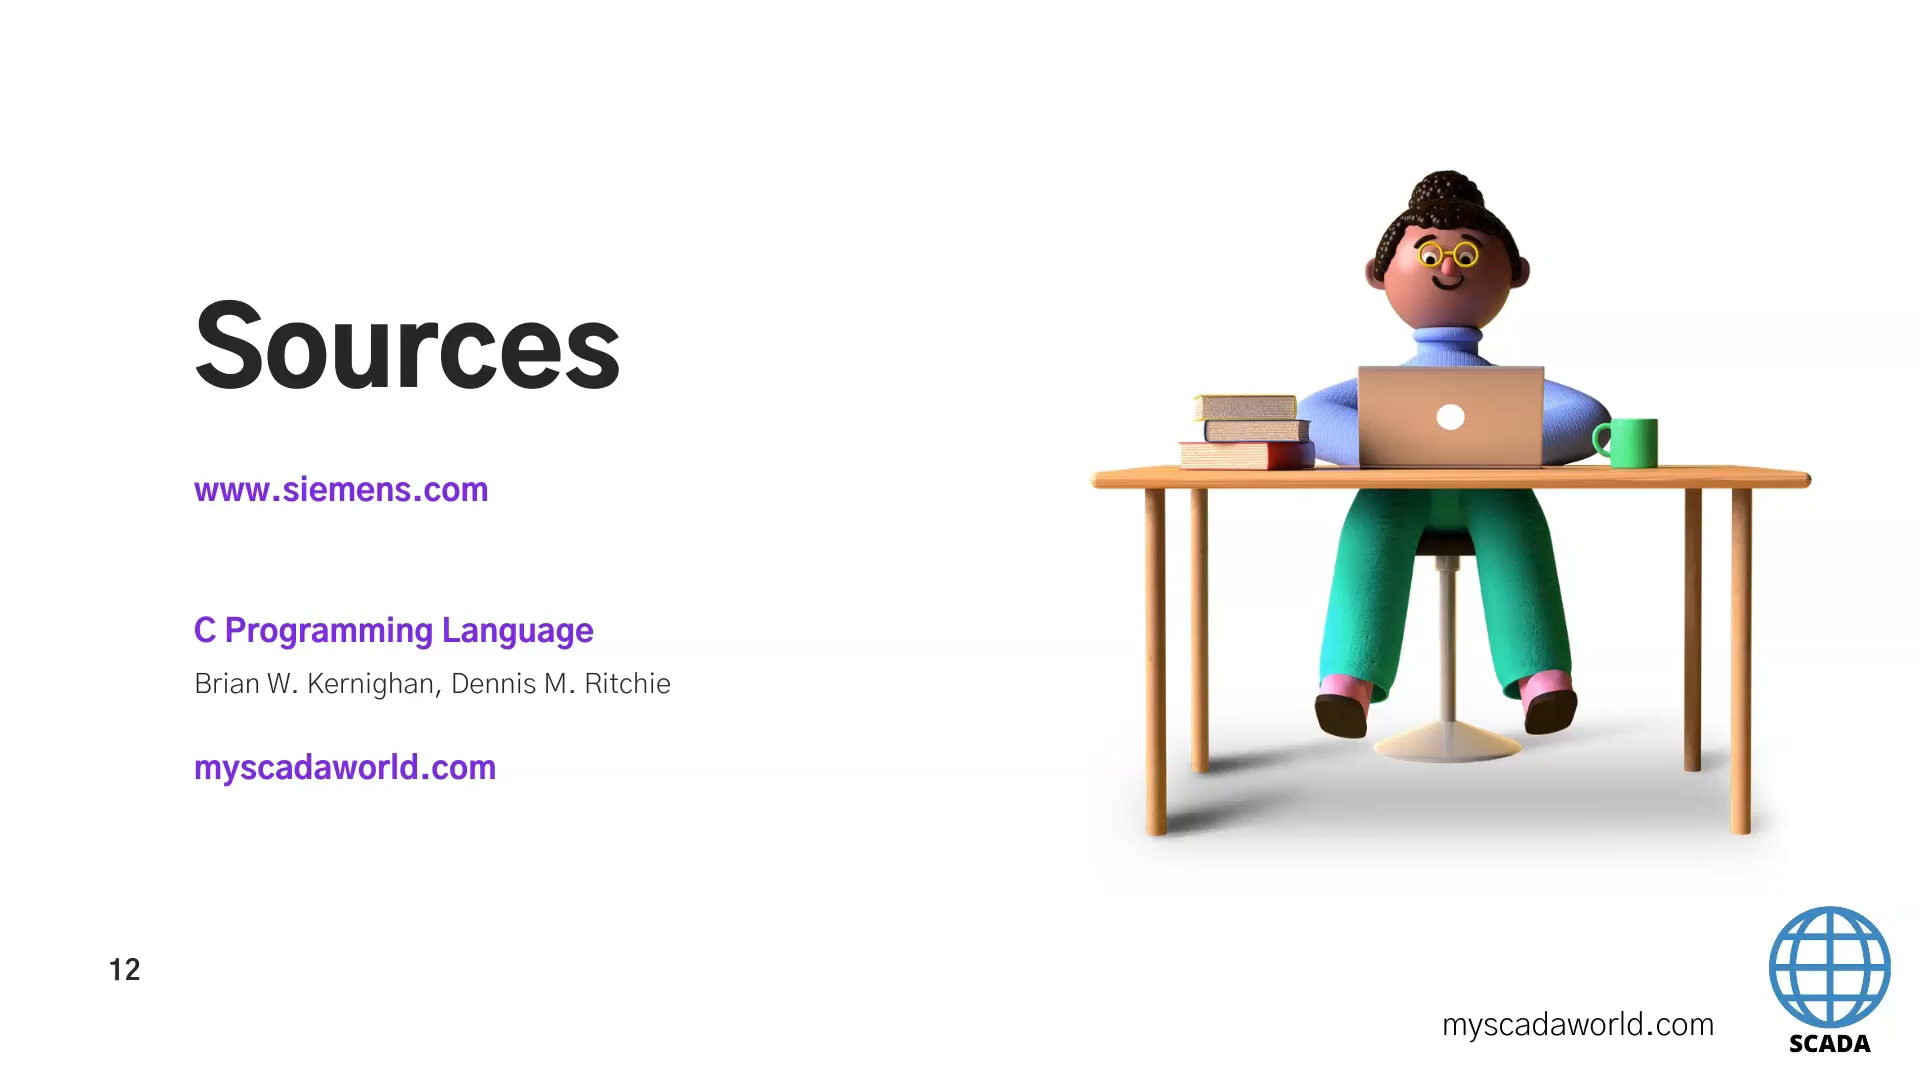 Sources
www.siemens.com
C Programming Language
Brian W. Kernighan, Dennis M. Ritchie
myscadaworld.com
12
myscadaworld.com
SCADA